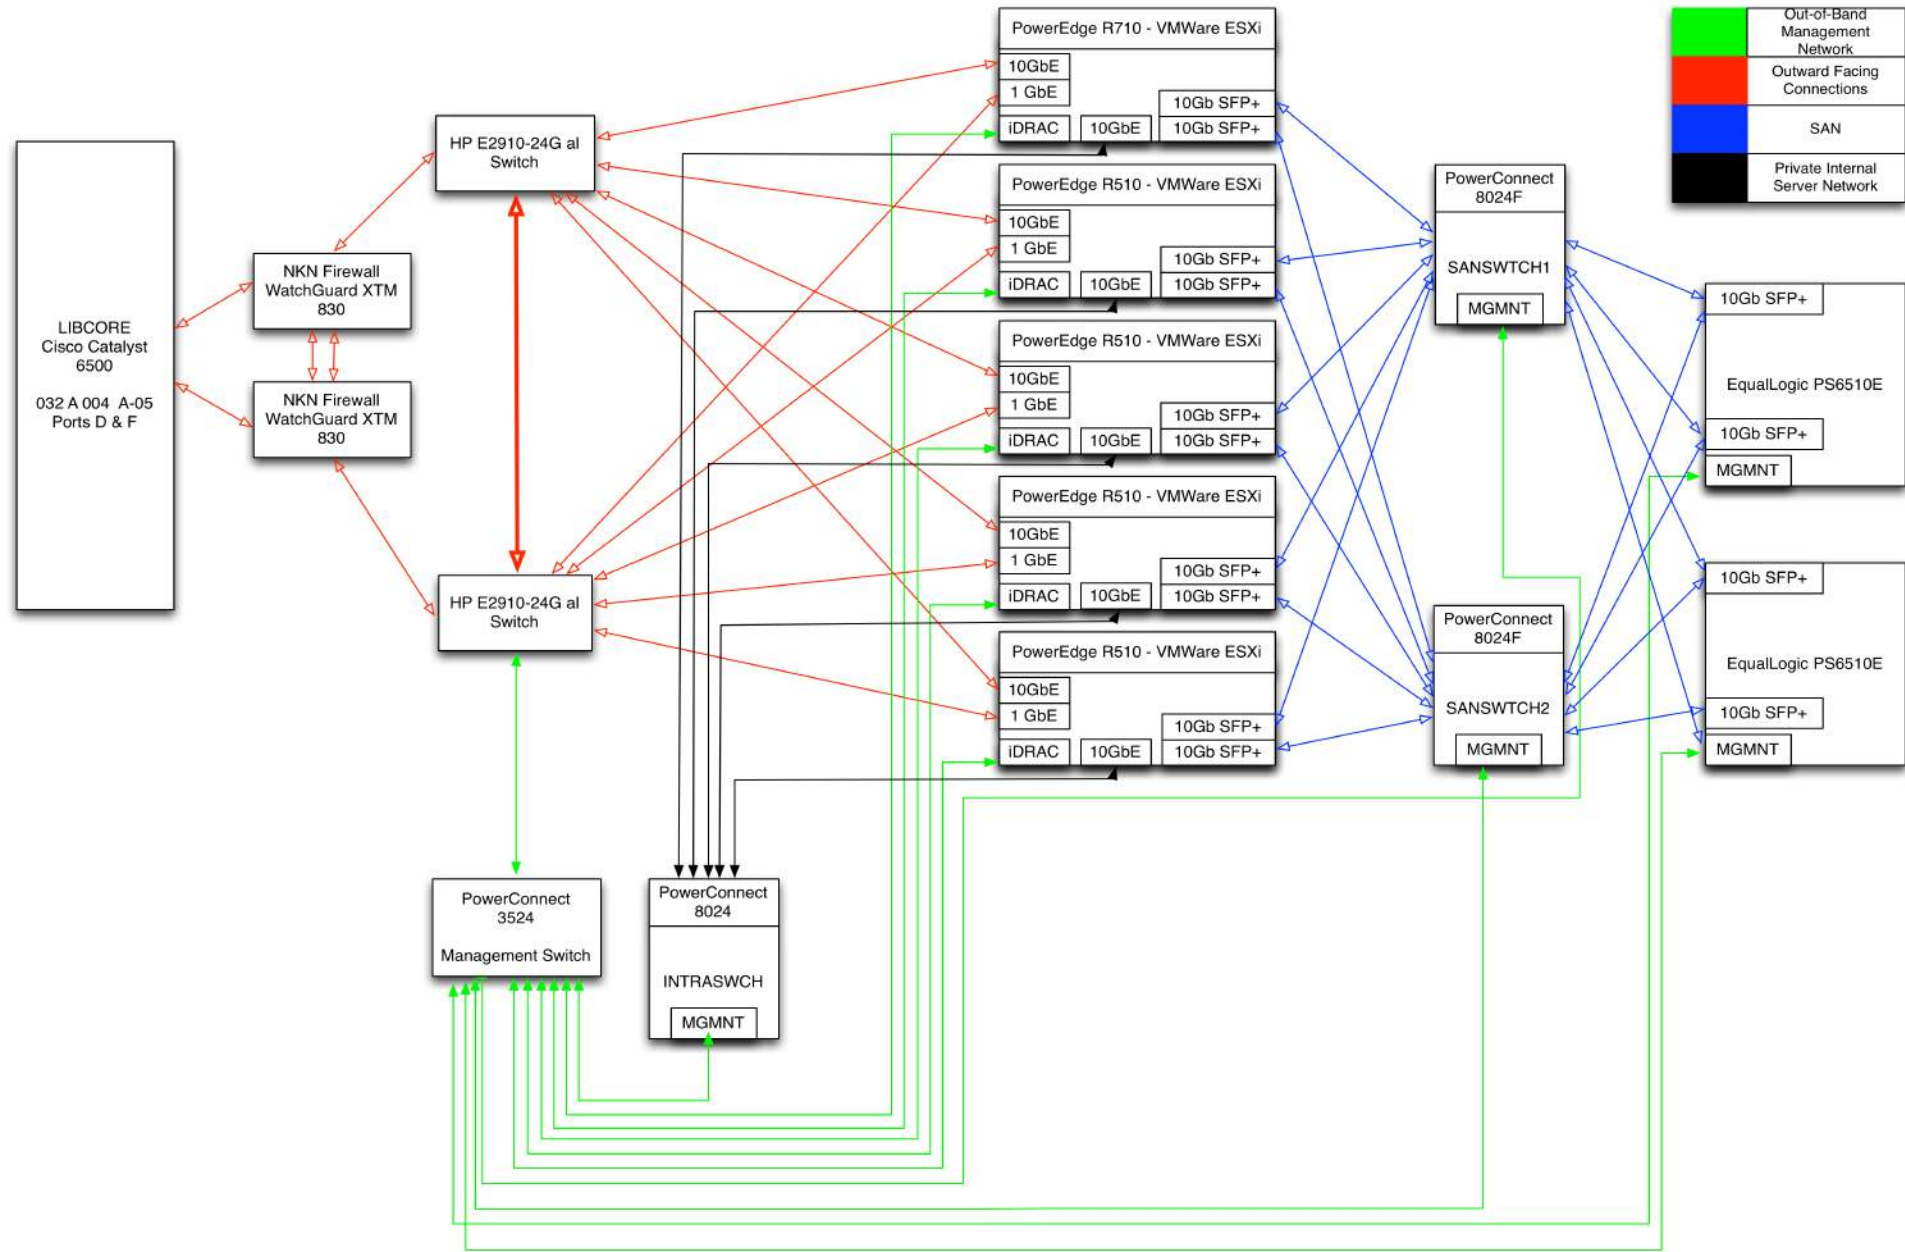 LIBCORE
Cisco Catalyst
6500
032 A 004  A-05
Ports D & F
NKN Firewall
WatchGuard XTM
830
NKN Firewall
WatchGuard XTM
830
HP E2910-24G al
Switch
HP E2910-24G al
Switch
PowerConnect
3524
Management Switch
PowerConnect
8024
INTRASWCH
MGMNT
PowerEdge R710 - VMWare ESXi
10GbE
1 GbE
iDRAC
10GbE
10Gb SFP+
10Gb SFP+
PowerEdge R510 - VMWare ESXi
10GbE
1 GbE
iDRAC
10GbE
10Gb SFP+
10Gb SFP+
PowerEdge R510 - VMWare ESXi
10GbE
1 GbE
iDRAC
10GbE
10Gb SFP+
10Gb SFP+
PowerEdge R510 - VMWare ESXi
10GbE
1 GbE
iDRAC
10GbE
10Gb SFP+
10Gb SFP+
PowerEdge R510 - VMWare ESXi
10GbE
1 GbE
iDRAC
10GbE
10Gb SFP+
10Gb SFP+
PowerConnect
8024F
SANSWTCH1
MGMNT
PowerConnect
8024F
SANSWTCH2
MGMNT
10Gb SFP+
EqualLogic PS6510E
10Gb SFP+
MGMNT
10Gb SFP+
EqualLogic PS6510E
10Gb SFP+
MGMNT
Out-of-Band
Management
Network
Outward Facing
Connections
SAN
Private Internal
Server Network